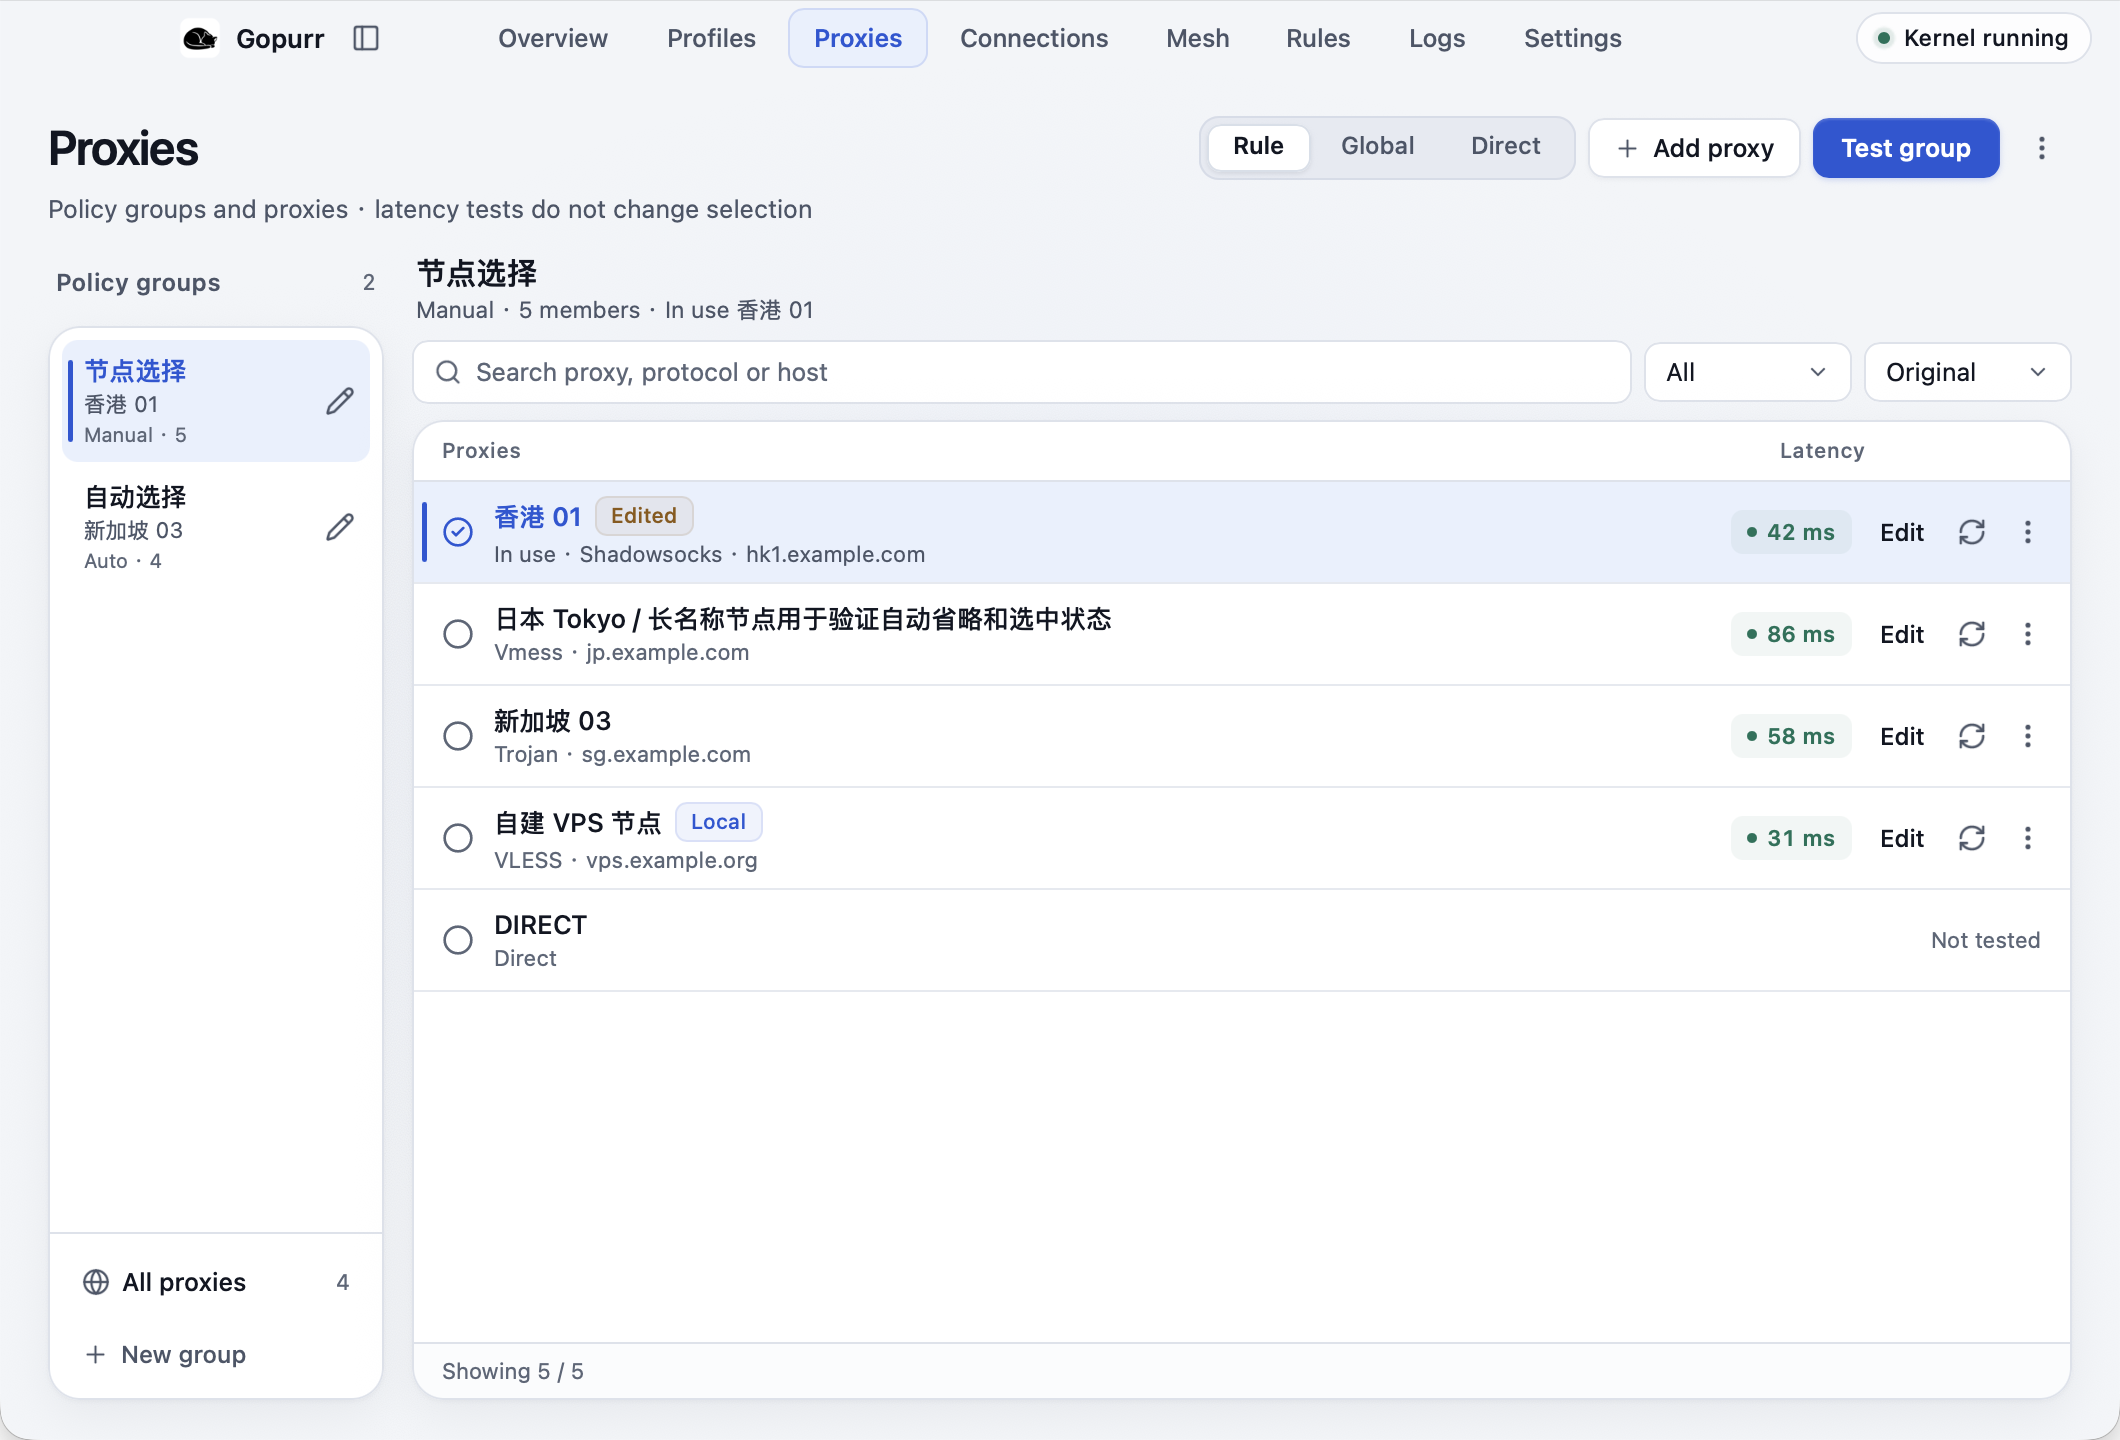 Gopurr
Overview
Profiles
Proxies
Connections
Mesh
Rules
Logs
Settings
Kernel running
Proxies
Rule
Global
Direct
Add proxy
Test group
Policy groups and proxies · latency tests do not change selection
Policy groups 2
节点选择
香港 01
Manual · 5
自动选择
新加坡 03
Auto · 4
All proxies 4
New group
节点选择
Manual · 5 members · In use 香港 01
Search proxy, protocol or host
All
Original
Proxies Latency
香港 01 Edited
In use · Shadowsocks · hk1.example.com
42 ms Edit
日本 Tokyo / 长名称节点用于验证自动省略和选中状态
Vmess · jp.example.com
86 ms Edit
新加坡 03
Trojan · sg.example.com
58 ms Edit
自建 VPS 节点 Local
VLESS · vps.example.org
31 ms Edit
DIRECT
Direct
Not tested
Showing 5 / 5